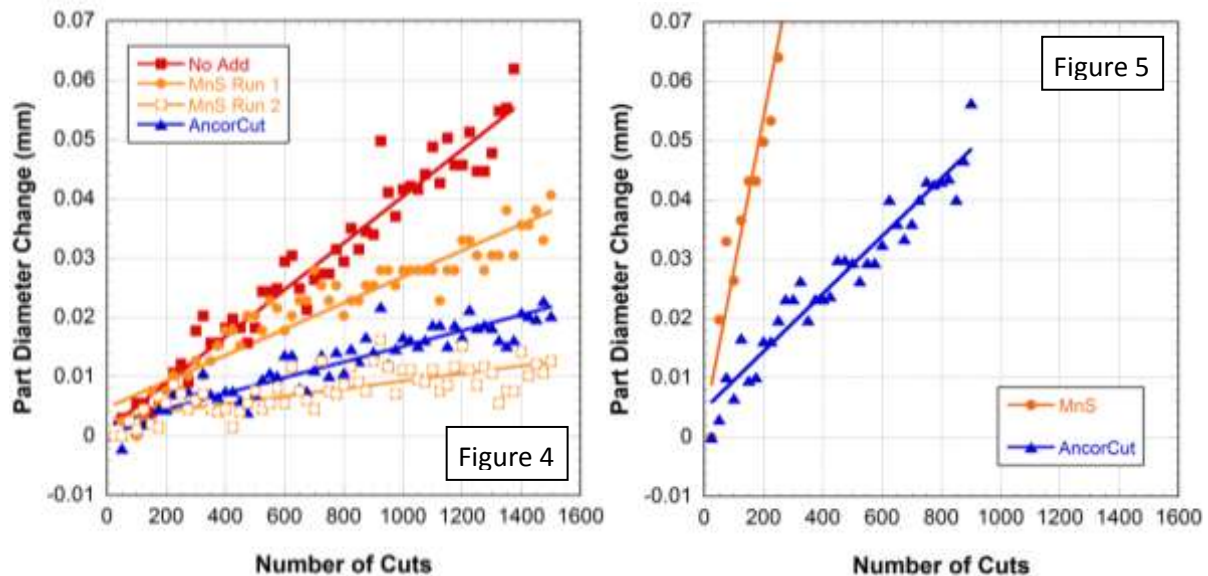 0.07
0.06
0.05
0.04
0.03
0.02
0.01
0
-0.01
Part Diameter Change (mm)
No Add
MnS Run 1
MnS Run 2
AncorCut
Figure 4
0 200 400 600 800 1000 1200 1400 1600
Number of Cuts
0.07
0.06
0.05
0.04
0.03
0.02
0.01
0
-0.01
Part Diameter Change (mm)
Figure 5
MnS
AncorCut
0 200 400 600 800 1000 1200 1400 1600
Number of Cuts